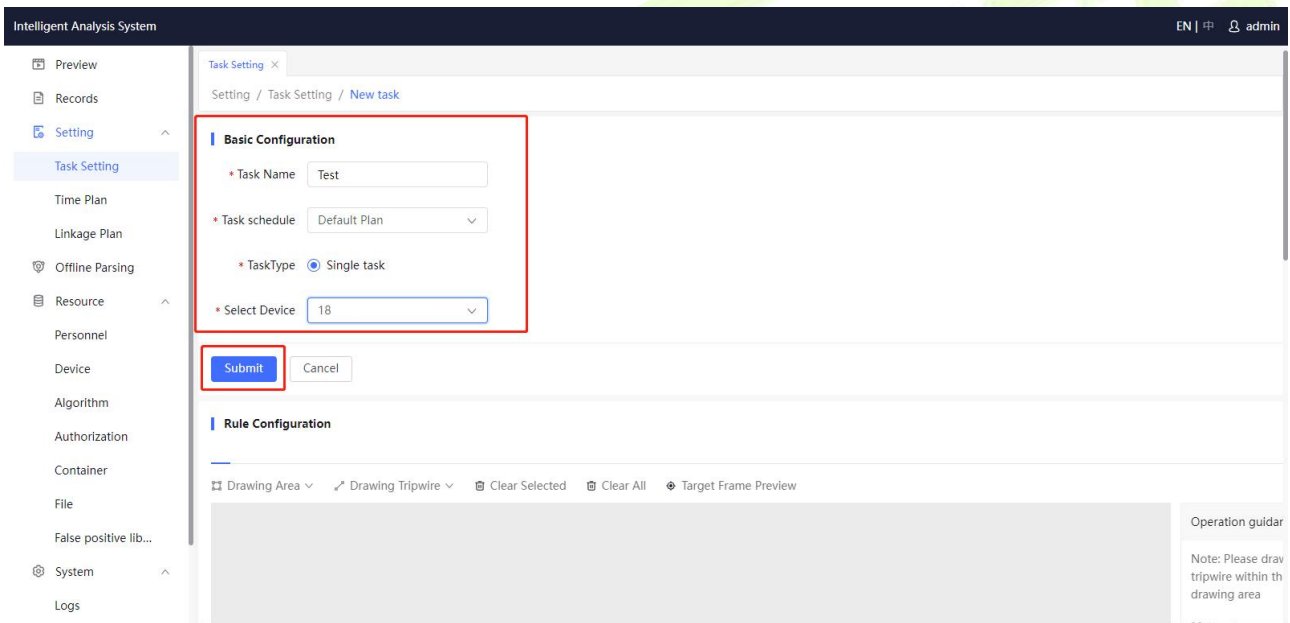 Intelligent Analysis System
EN | 中 admin
Preview
Records
Setting
Task Setting
Time Plan
Linkage Plan
Offline Parsing
Resource
Personnel
Device
Algorithm
Authorization
Container
File
False positive lib...
System
Logs
Task Setting ×
Setting / Task Setting / New task
Basic Configuration
* Task Name Test
* Task schedule Default Plan
* TaskType Single task
* Select Device 18
Submit Cancel
Rule Configuration
Drawing Area Drawing Tripwire Clear Selected Clear All Target Frame Preview
Operation guidar
Note: Please drav
tripwire within th
drawing area